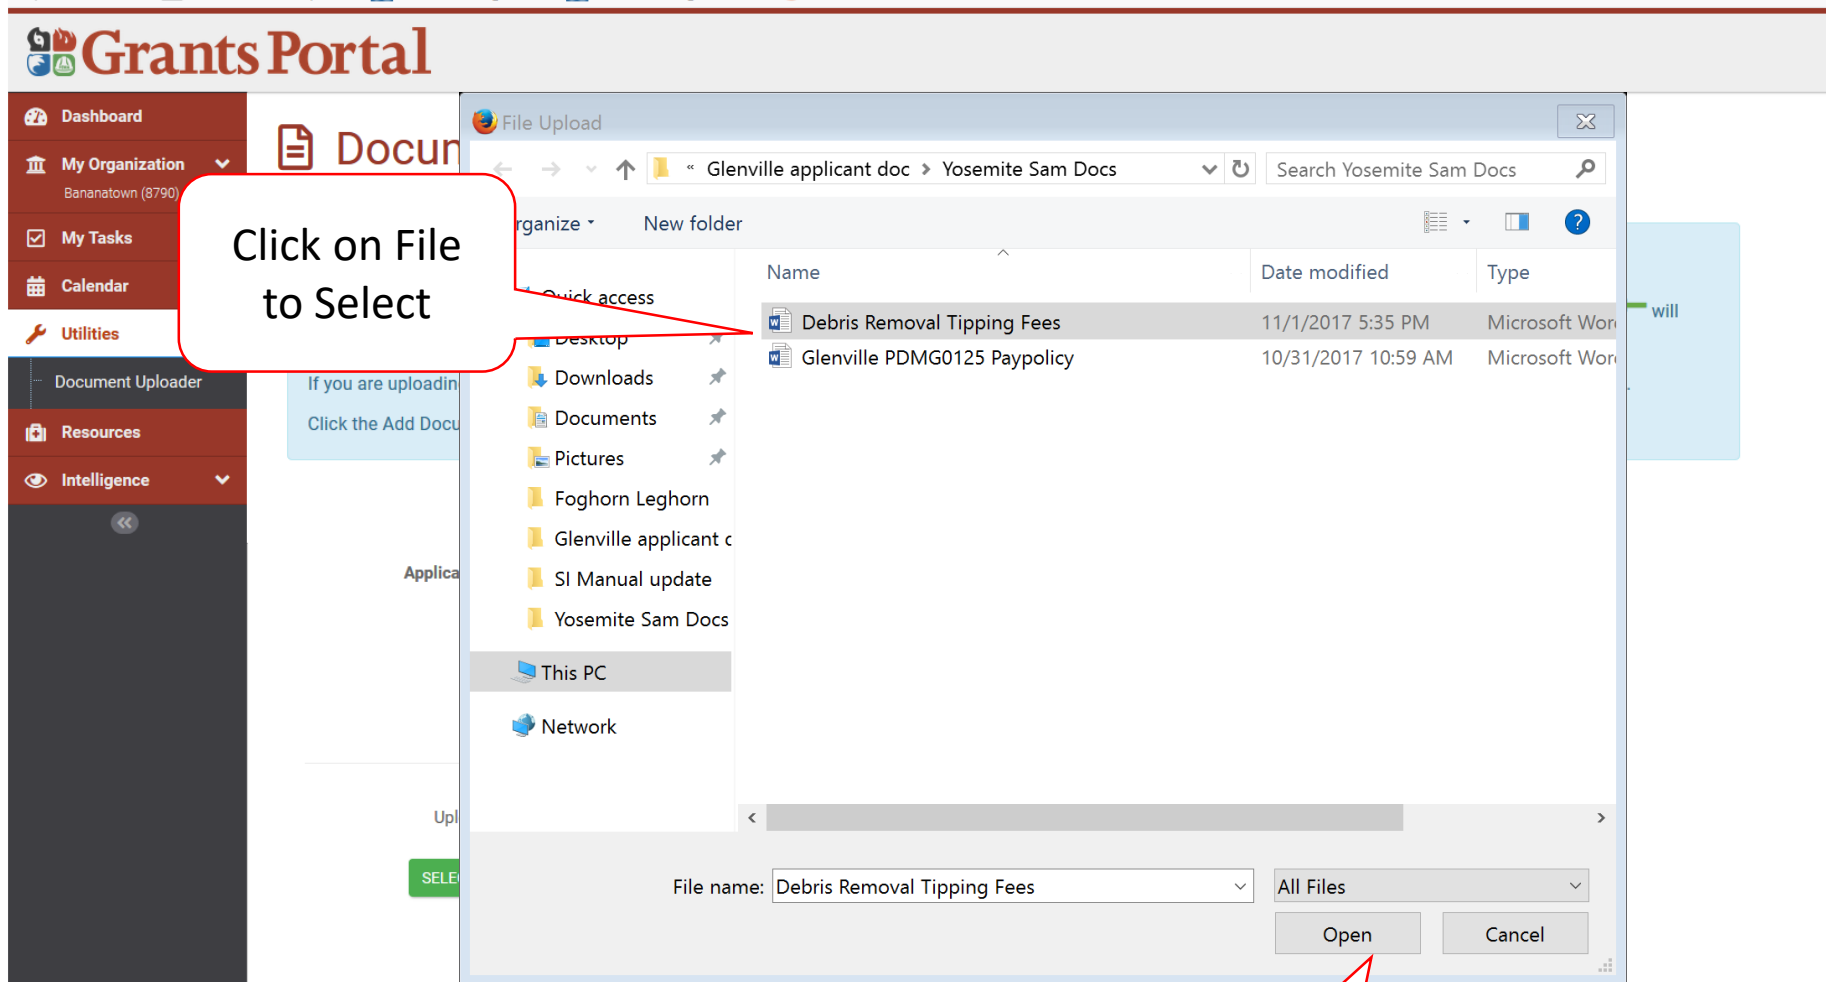 Grants Portal
Dashboard
My Organization
Bananatown (8790)
My Tasks
Calendar
Utilities
Document Uploader
Resources
Intelligence
Docum
Click on File
to Select
If you are uploadin
Click the Add Docu
will
Applica
Upl
SELE
File Upload
« Glenville applicant doc > Yosemite Sam Docs
Search Yosemite Sam Docs
rganize
New folder
Name
Date modified
Type
Quick access
Desktop
Downloads
Documents
Pictures
Foghorn Leghorn
Glenville applicant c
SI Manual update
Yosemite Sam Docs
This PC
Network
Debris Removal Tipping Fees 11/1/2017 5:35 PM Microsoft Wor
Glenville PDMG0125 Paypolicy 10/31/2017 10:59 AM Microsoft Wor
File name: Debris Removal Tipping Fees
All Files
Open
Cancel